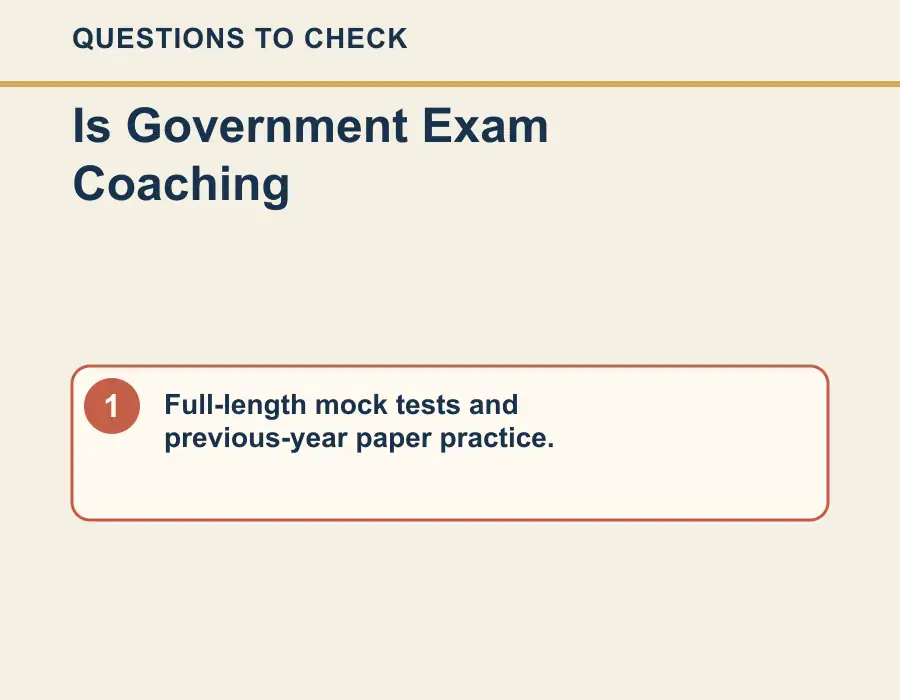 QUESTIONS TO CHECK
Is Government Exam
Coaching
1
Full-length mock tests and
previous-year paper practice.